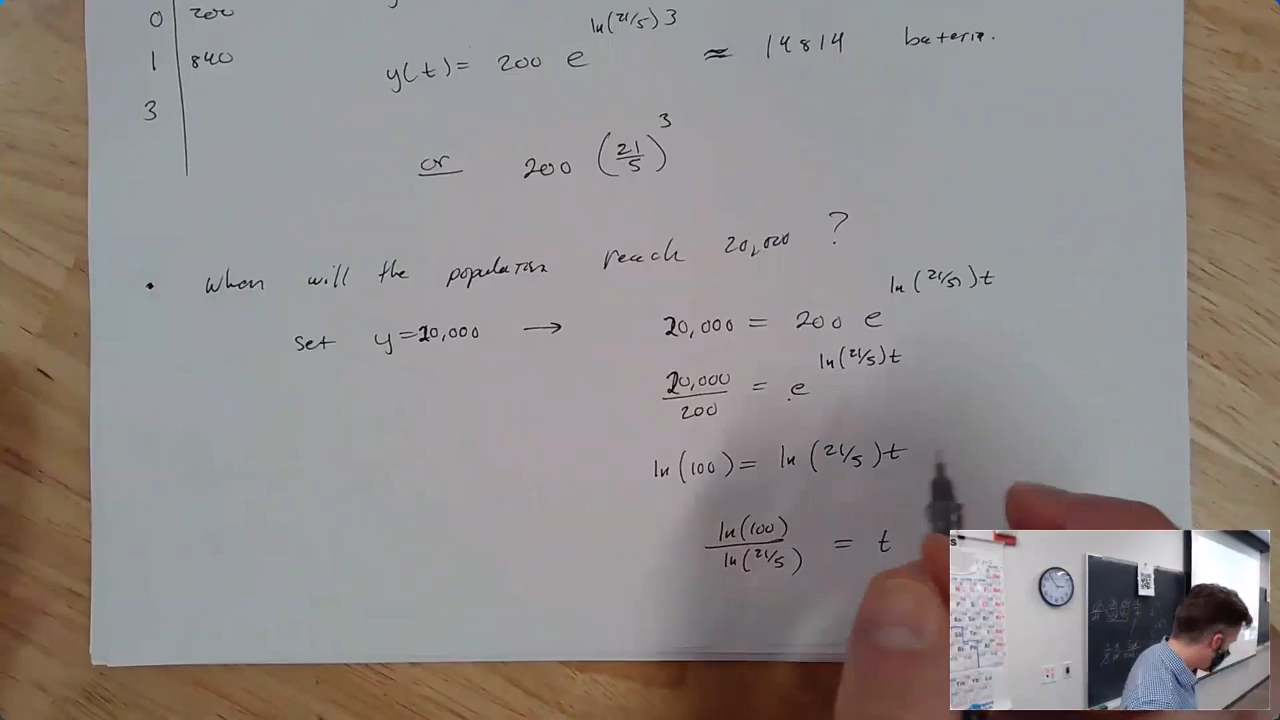 0 200
1 840
3
y(t) = 200 e^{ln(21/5)3} ≈ 14814 bateria.
or 200 (21/5)^3
• When will the population reach 20,000 ?
Set y=20,000 → 20,000 = 200 e^{ln(21/5)t}
20,000/200 = e^{ln(21/5)t}
ln(100) = ln(21/5)t
ln(100)/ln(21/5) = t